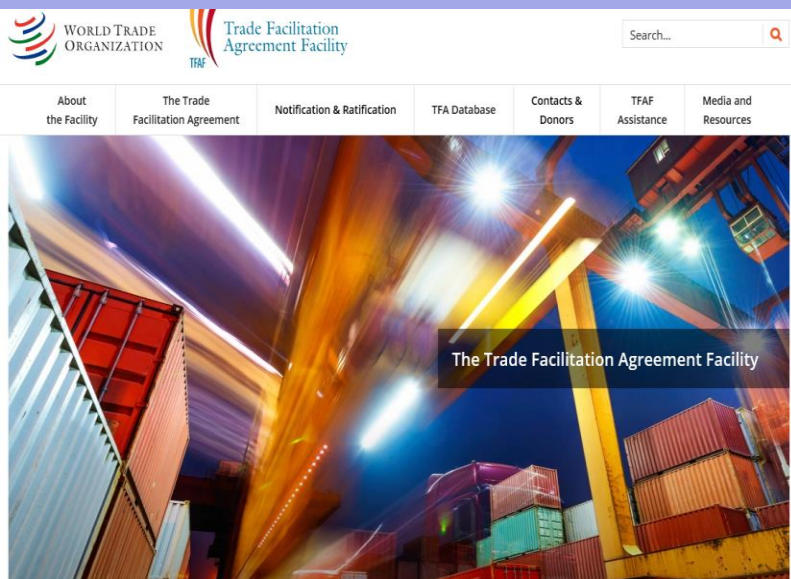 WORLD TRADE
ORGANIZATION
TFAF
Trade Facilitation
Agreement Facility
Search...
About
the Facility
The Trade
Facilitation Agreement
Notification & Ratification
TFA Database
Contacts &
Donors
TFAF
Assistance
Media and
Resources
The Trade Facilitation Agreement Facility